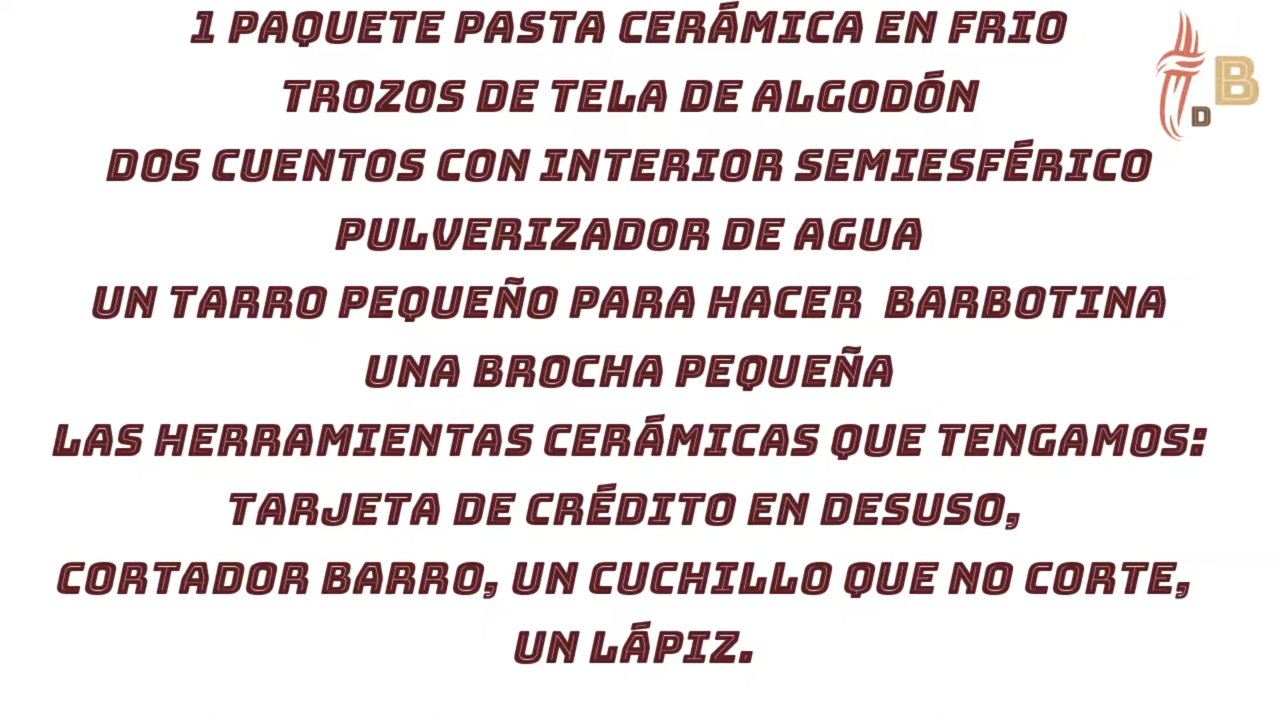 1 PAQUETE PASTA CERÁMICA EN FRIO
TROZOS DE TELA DE ALGODÓN
DOS CUENTOS CON INTERIOR SEMIESFÉRICO
PULVERIZADOR DE AGUA
UN TARRO PEQUEÑO PARA HACER BARBOTINA
UNA BROCHA PEQUEÑA
LAS HERRAMIENTAS CERÁMICAS QUE TENGAMOS:
TARJETA DE CRÉDITO EN DESUSO,
CORTADOR BARRO, UN CUCHILLO QUE NO CORTE,
UN LÁPIZ.
D B